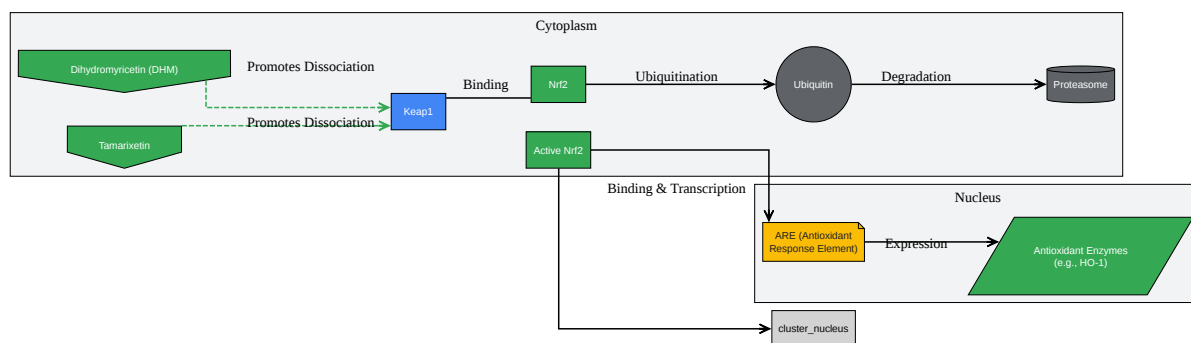 Cytoplasm
Dihydromyricetin (DHM)
Promotes Dissociation
Keap1
Binding
Nrf2
Ubiquitination
Ubiquitin
Degradation
Proteasome
Tamarixetin
Promotes Dissociation
Active Nrf2
Binding & Transcription
Nucleus
ARE (Antioxidant
Response Element)
Expression
Antioxidant Enzymes
(e.g., HO-1)
cluster_nucleus